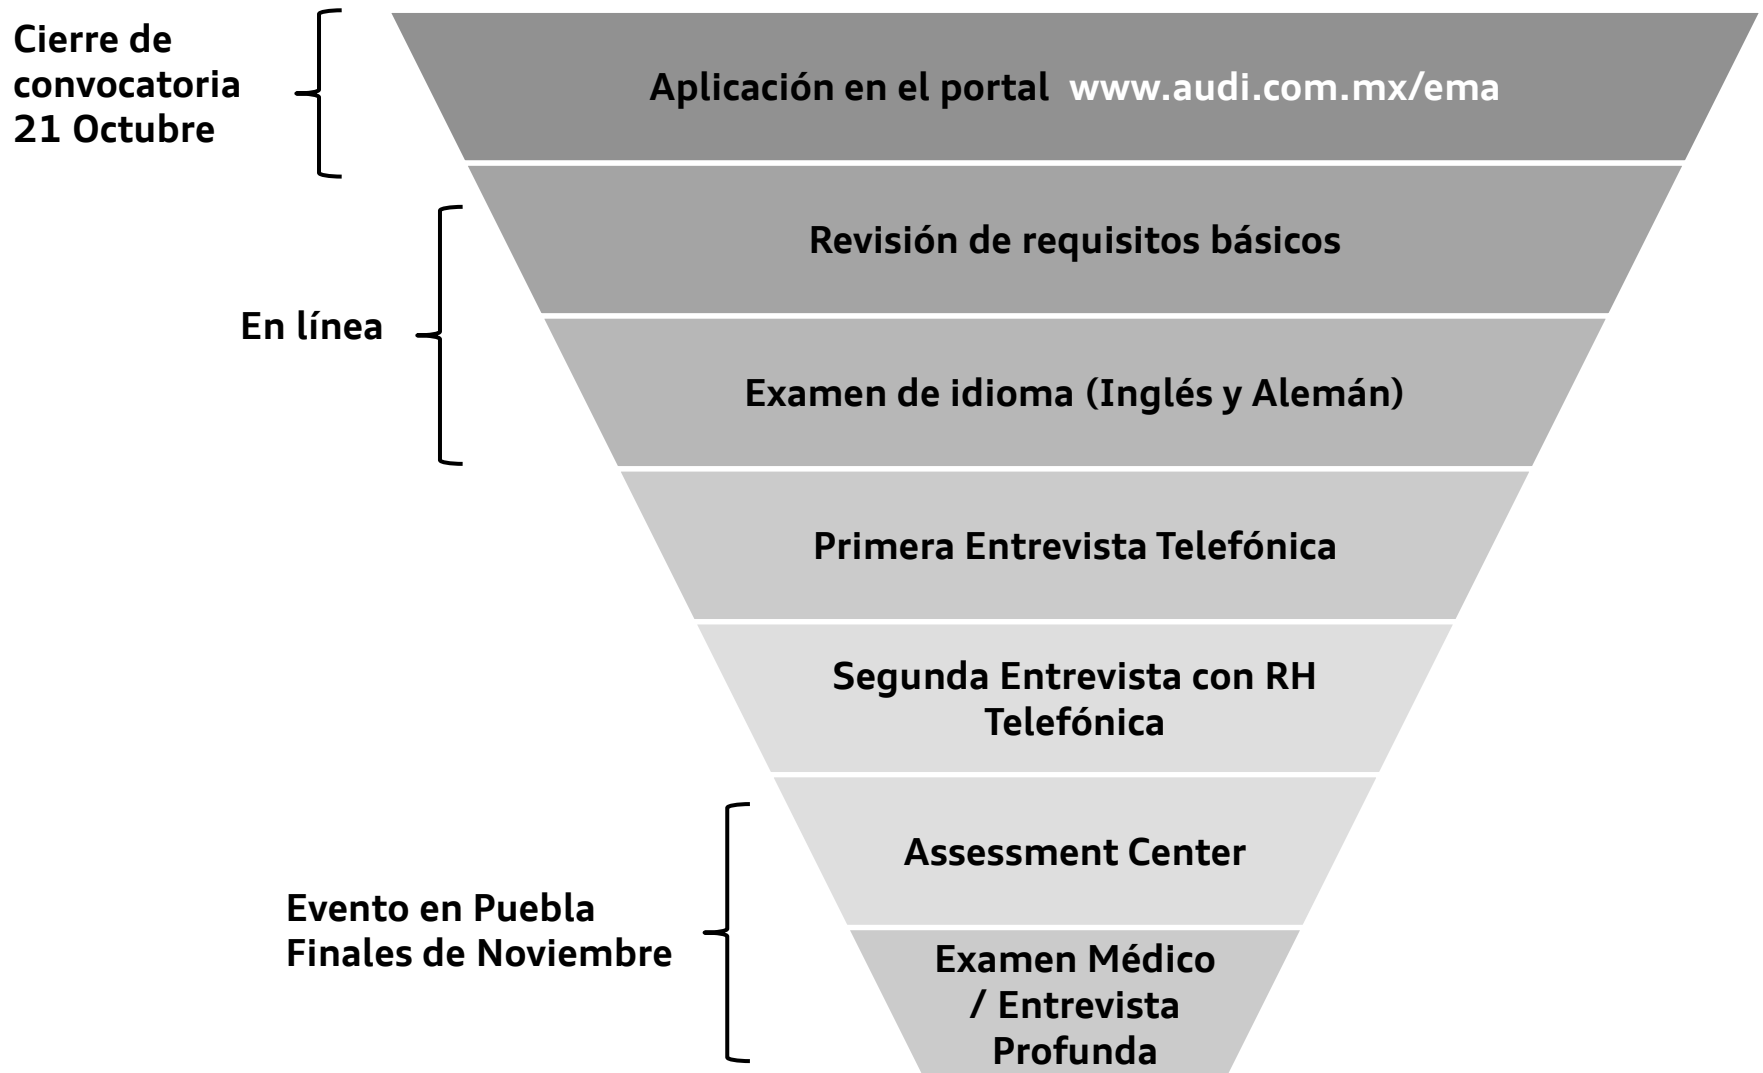 Cierre de
convocatoria
21 Octubre
Aplicación en el portal www.audi.com.mx/ema
Revisión de requisitos básicos
En línea
Examen de idioma (Inglés y Alemán)
Primera Entrevista Telefónica
Segunda Entrevista con RH
Telefónica
Assessment Center
Evento en Puebla
Finales de Noviembre
Examen Médico
/ Entrevista
Profunda